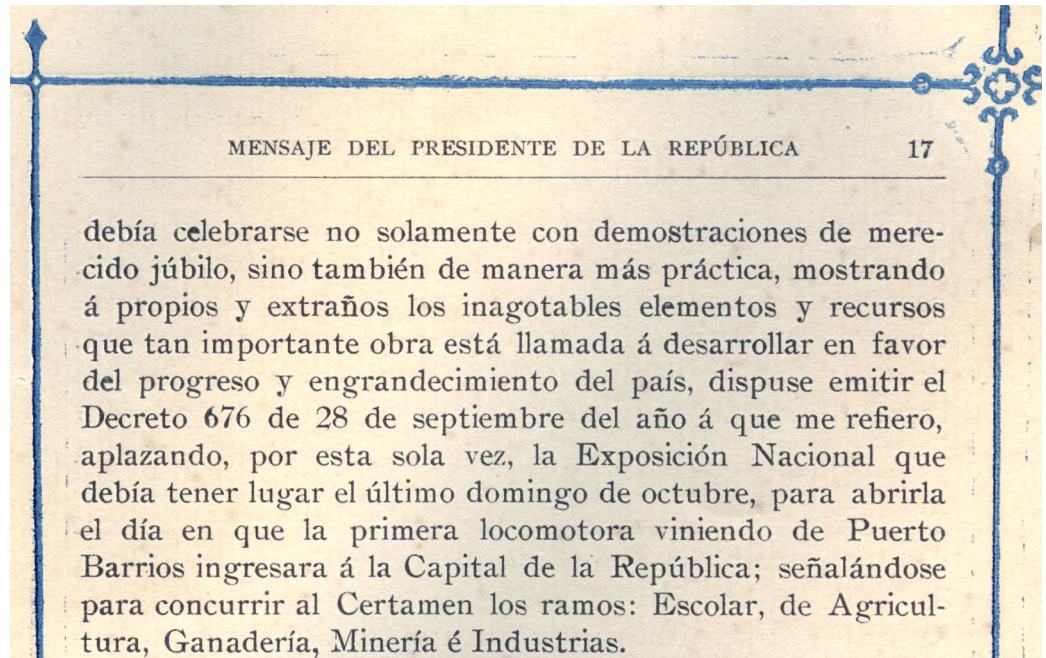 MENSAJE DEL PRESIDENTE DE LA REPÚBLICA 17
debía celebrarse no solamente con demostraciones de mere-
cido júbilo, sino también de manera más práctica, mostrando
á propios y extraños los inagotables elementos y recursos
que tan importante obra está llamada á desarrollar en favor
del progreso y engrandecimiento del país, dispuse emitir el
Decreto 676 de 28 de septiembre del año á que me refiero,
aplazando, por esta sola vez, la Exposición Nacional que
debía tener lugar el último domingo de octubre, para abrirla
el día en que la primera locomotora viniendo de Puerto
Barrios ingresara á la Capital de la República; señalándose
para concurrir al Certamen los ramos: Escolar, de Agricul-
tura, Ganadería, Minería é Industrias.